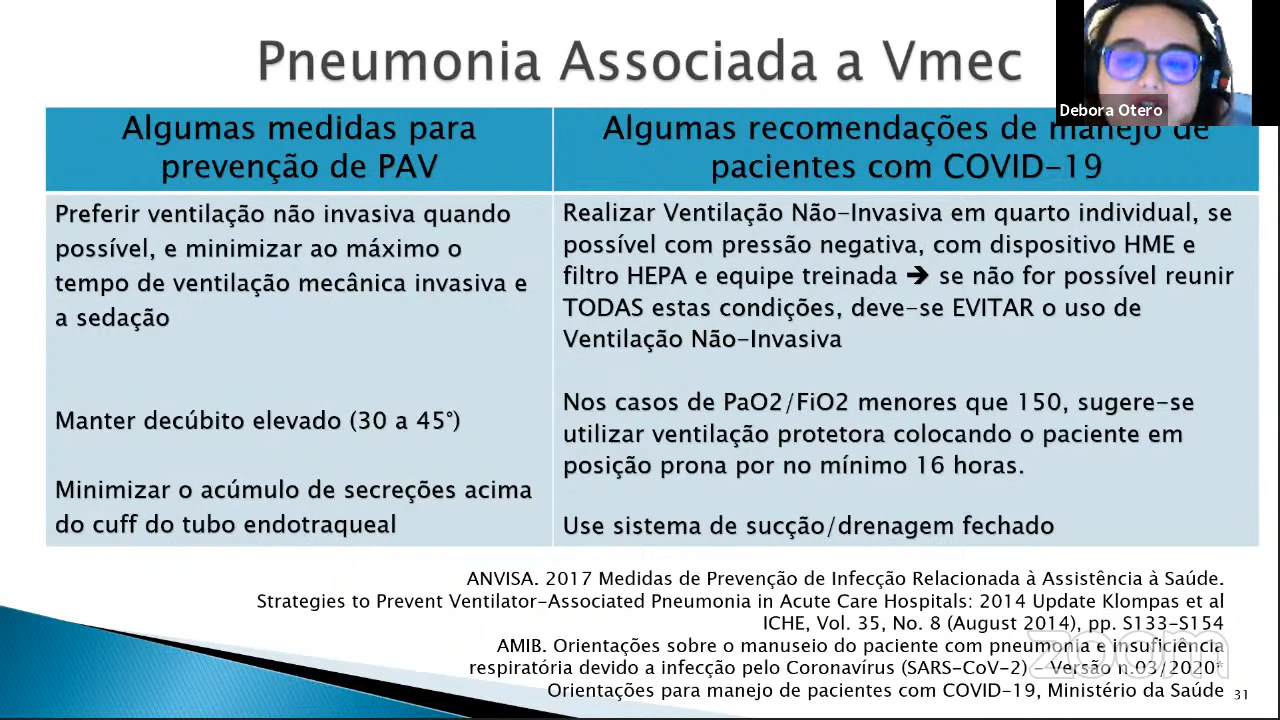 Pneumonia Associada a Vmec
Debora Otero
Algumas medidas para
prevenção de PAV
Algumas recomendações de manejo de
pacientes com COVID-19
Preferir ventilação não invasiva quando
possível, e minimizar ao máximo o
tempo de ventilação mecânica invasiva e
a sedação
Manter decúbito elevado (30 a 45°)
Minimizar o acúmulo de secreções acima
do cuff do tubo endotraqueal
Realizar Ventilação Não-Invasiva em quarto individual, se
possível com pressão negativa, com dispositivo HME e
filtro HEPA e equipe treinada ➔ se não for possível reunir
TODAS estas condições, deve-se EVITAR o uso de
Ventilação Não-Invasiva
Nos casos de PaO2/FiO2 menores que 150, sugere-se
utilizar ventilação protetora colocando o paciente em
posição prona por no mínimo 16 horas.
Use sistema de sucção/drenagem fechado
ANVISA. 2017 Medidas de Prevenção de Infecção Relacionada à Assistência à Saúde.
Strategies to Prevent Ventilator-Associated Pneumonia in Acute Care Hospitals: 2014 Update Klompas et al
ICHE, Vol. 35, No. 8 (August 2014), pp. S133-S154
AMIB. Orientações sobre o manuseio do paciente com pneumonia e insuficiência
respiratória devido a infecção pelo Coronavírus (SARS-CoV-2) - Versão n.03/2020*
Orientações para manejo de pacientes com COVID-19, Ministério da Saúde
31
zoom